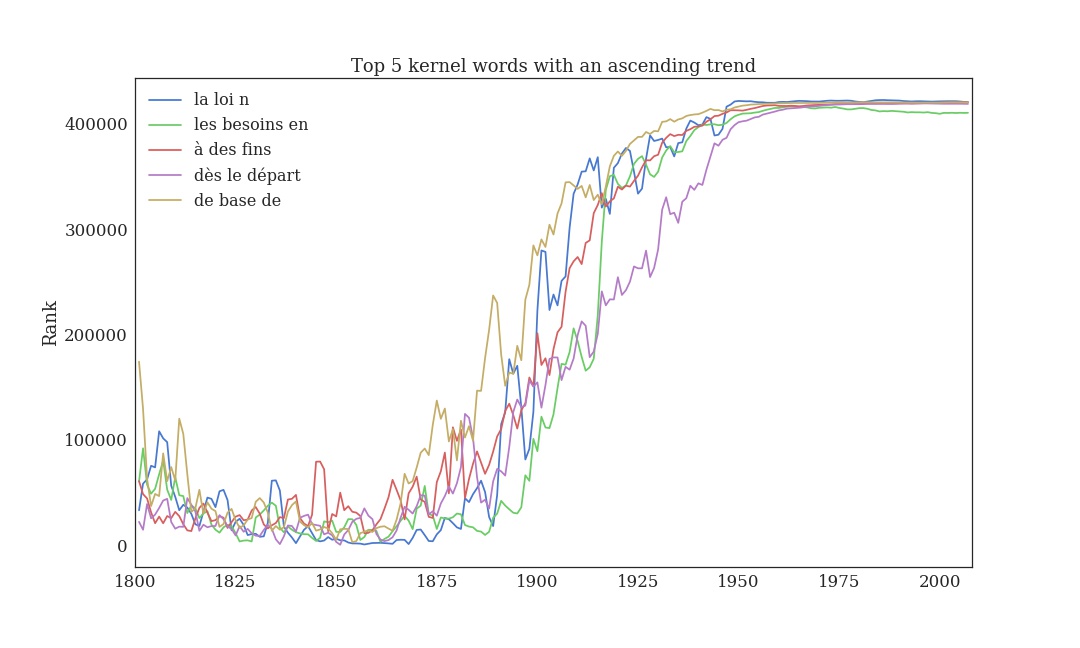 Top 5 kernel words with an ascending trend
la loi n
les besoins en
à des fins
dès le départ
de base de
Rank
400000
300000
200000
100000
0
1800 1825 1850 1875 1900 1925 1950 1975 2000